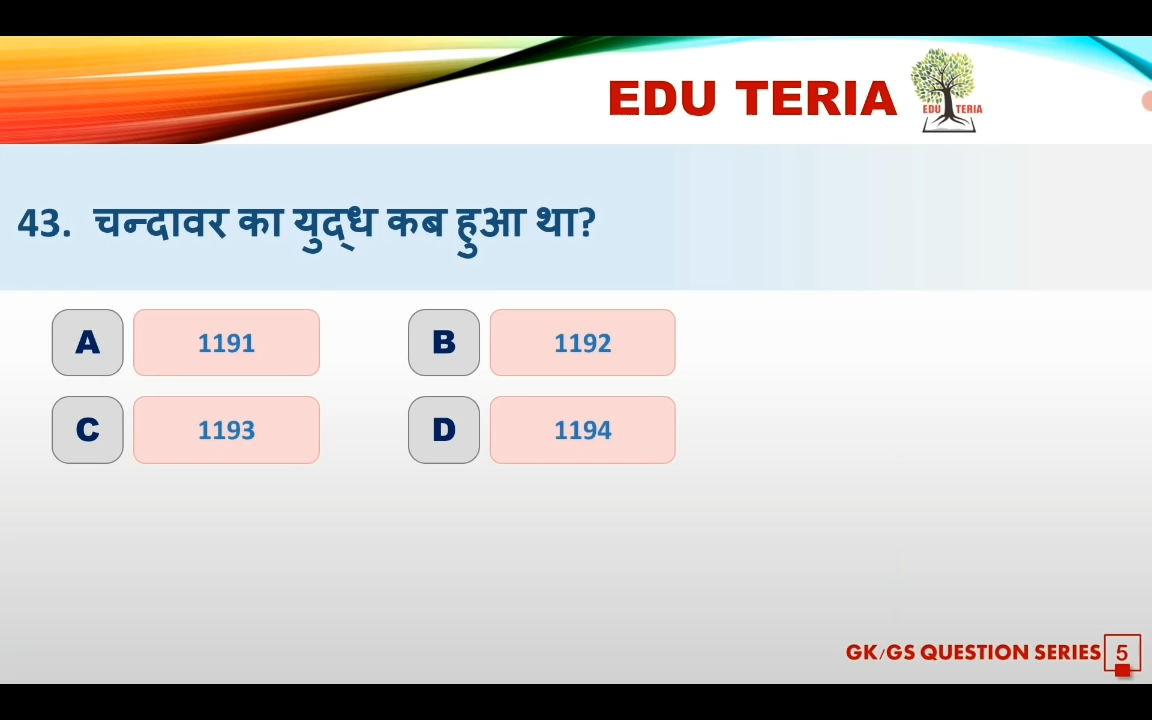 EDU TERIA
EDU TERIA
43. चन्दावर का युद्ध कब हुआ था?
A 1191 B 1192
C 1193 D 1194
GK/GS QUESTION SERIES 5